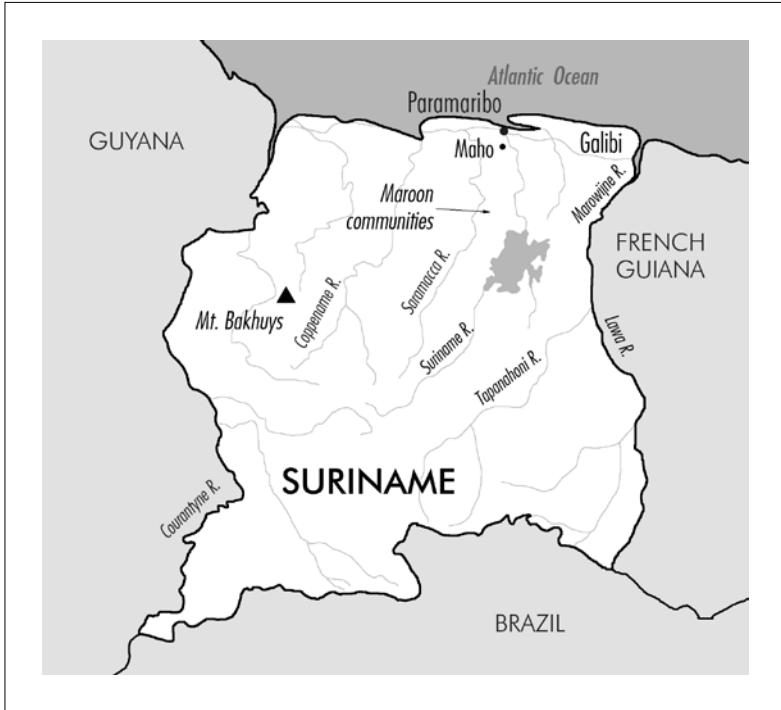 Atlantic Ocean
Paramaribo
GUYANA
Maho
Galibi
Marowijne R.
Maroon
communities
FRENCH
GUIANA
Saramacca R.
Coppename R.
Mt. Bakhuys
Suriname R.
Lawa R.
Tapanahoni R.
SURINAME
Courantyne R.
BRAZIL